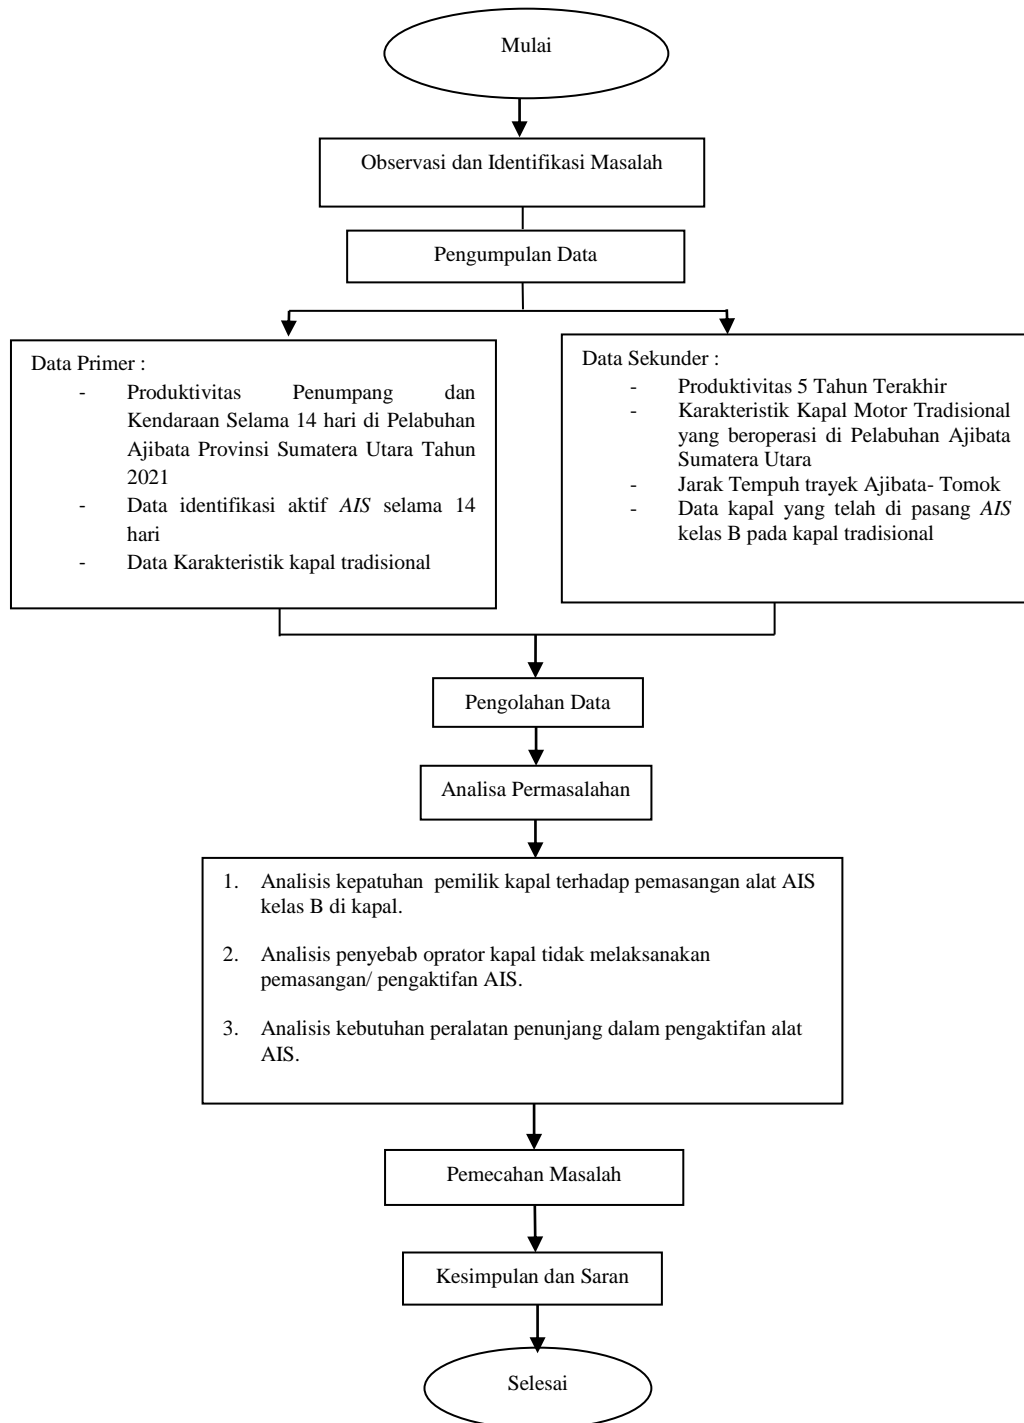 Mulai
Observasi dan Identifikasi Masalah
Pengumpulan Data
Data Primer :
- Produktivitas Penumpang dan
Kendaraan Selama 14 hari di Pelabuhan
Ajibata Provinsi Sumatera Utara Tahun
2021
- Data identifikasi aktif AIS selama 14
hari
- Data Karakteristik kapal tradisional
Data Sekunder :
- Produktivitas 5 Tahun Terakhir
- Karakteristik Kapal Motor Tradisional
yang beroperasi di Pelabuhan Ajibata
Sumatera Utara
- Jarak Tempuh trayek Ajibata- Tomok
- Data kapal yang telah di pasang AIS
kelas B pada kapal tradisional
Pengolahan Data
Analisa Permasalahan
1. Analisis kepatuhan pemilik kapal terhadap pemasangan alat AIS
kelas B di kapal.
2. Analisis penyebab oprator kapal tidak melaksanakan
pemasangan/ pengaktifan AIS.
3. Analisis kebutuhan peralatan penunjang dalam pengaktifan alat
AIS.
Pemecahan Masalah
Kesimpulan dan Saran
Selesai